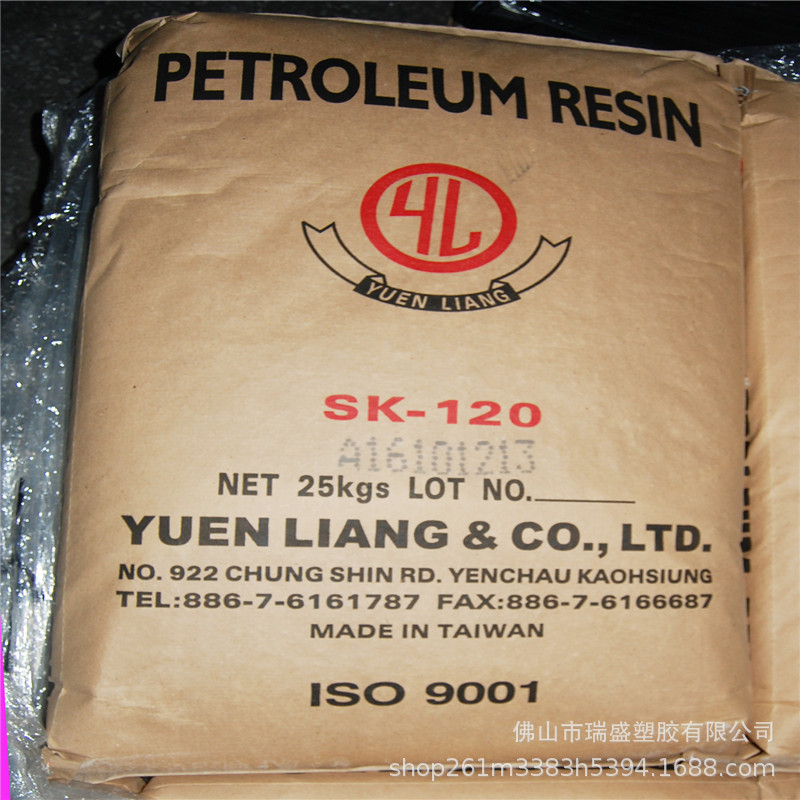 PETROLEUM RESIN
YL
YUEN LIANG
SK-120
A16101213
NET 25kgs LOT NO.
YUEN LIANG & CO., LTD.
NO. 922 CHUNG SHIN RD. YENCHAU KAOHSIUNG
TEL:886-7-6161787 FAX:886-7-6166687
MADE IN TAIWAN
ISO 9001
佛山市瑞盛塑胶有限公司
shop261m3383h5394.1688.com